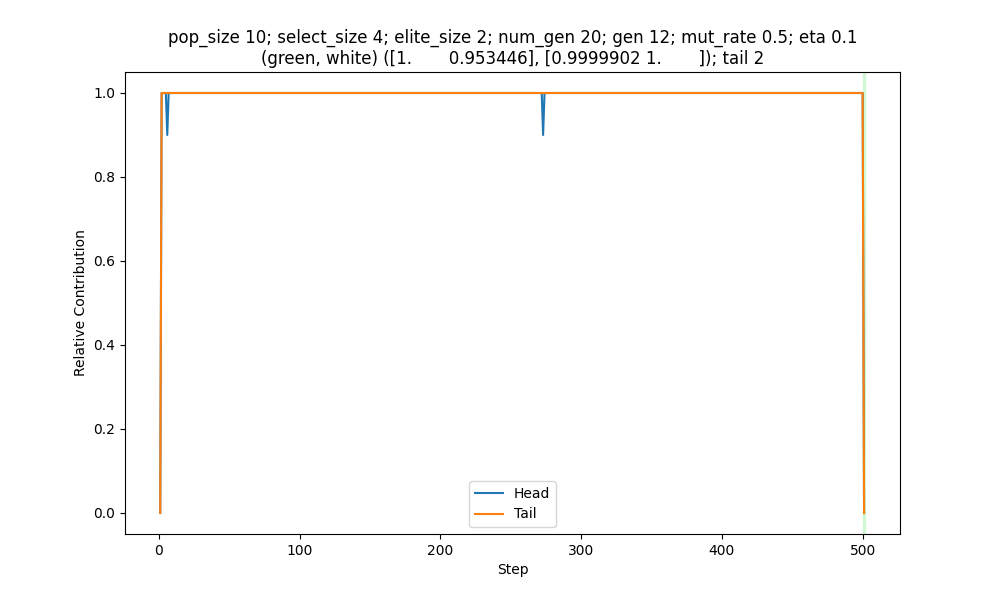 pop_size 10; select_size 4; elite_size 2; num_gen 20; gen 12; mut_rate 0.5; eta 0.1
(green, white) ([1.       0.953446], [0.9999902 1.       ]); tail 2
1.0
0.8
0.6
0.4
0.2
0.0
Relative Contribution
Head
Tail
0 100 200 300 400 500
Step